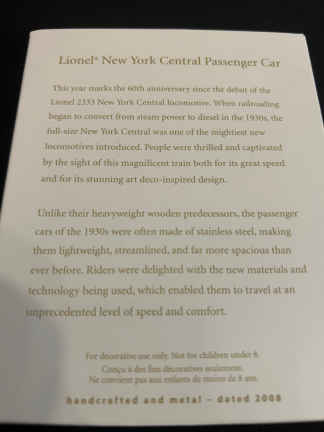 Lionel® New York Central Passenger Car
This year marks the 60th anniversary since the debut of the
Lionel 2333 New York Central locomotive. When railroading
began to convert from steam power to diesel in the 1930s, the
full-size New York Central was one of the mightiest new
locomotives introduced. People were thrilled and captivated
by the sight of this magnificent train both for its great speed
and for its stunning art deco-inspired design.
Unlike their heavyweight wooden predecessors, the passenger
cars of the 1930s were often made of stainless steel, making
them lightweight, streamlined, and far more spacious than
ever before. Riders were delighted with the new materials and
technology being used, which enabled them to travel at an
unprecedented level of speed and comfort.
For decorative use only. Not for children under 8.
Conçu à des fins décoratives seulement.
Ne convient pas aux enfants de moins de 8 ans.
handcrafted and metal – dated 2008